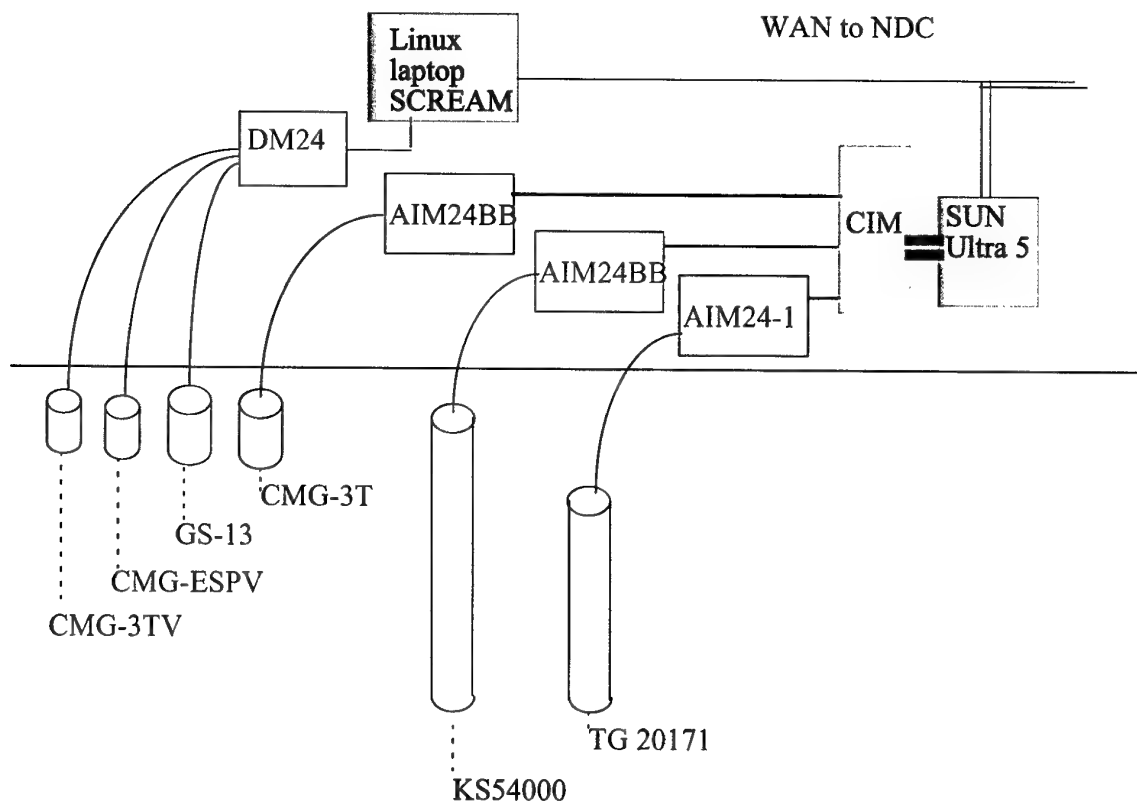 WAN to NDC
Linux
laptop
SCREAM
DM24
AIM24BB
CIM
SUN
Ultra 5
AIM24BB
AIM24-1
CMG-3T
GS-13
CMG-ESPV
CMG-3TV
TG 20171
KS54000